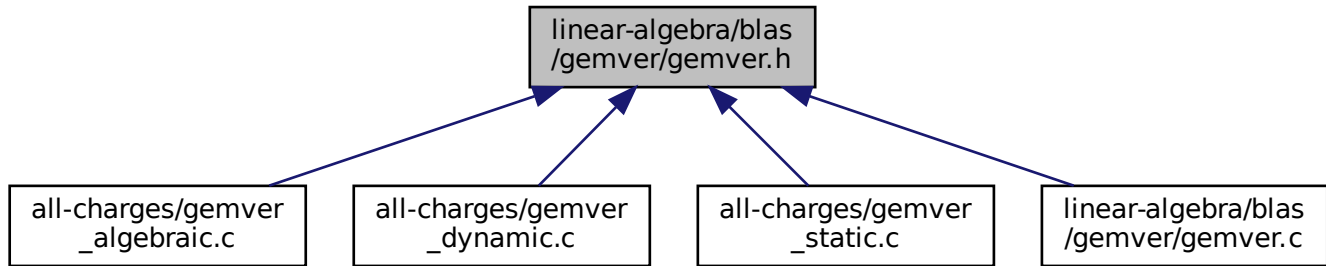 linear-algebra/blas
/gemver/gemver.h
all-charges/gemver
_algebraic.c
all-charges/gemver
_dynamic.c
all-charges/gemver
_static.c
linear-algebra/blas
/gemver/gemver.c